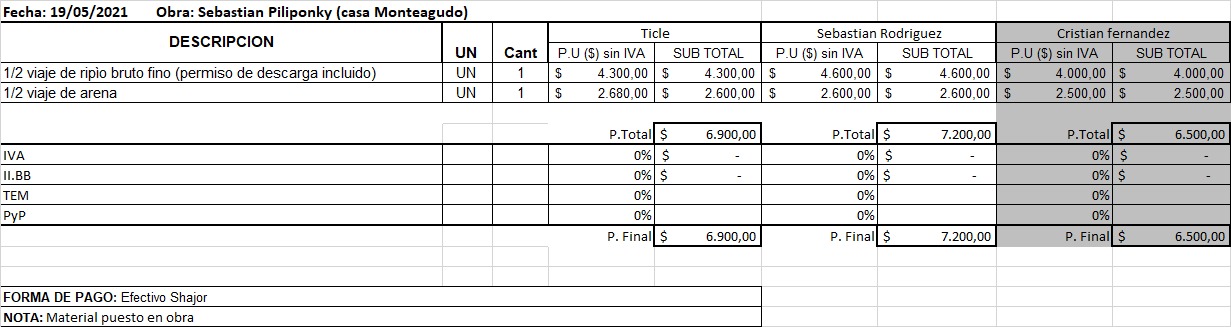 Fecha: 19/05/2021 Obra: Sebastian Piliponky (casa Monteagudo)
DESCRIPCION UN Cant Ticle Sebastian Rodriguez Cristian fernandez
P.U ($) sin IVA SUB TOTAL P.U ($) sin IVA SUB TOTAL P.U ($) sin IVA SUB TOTAL
1/2 viaje de ripio bruto fino (permiso de descarga incluido) UN 1 $ 4.300,00 $ 4.300,00 $ 4.600,00 $ 4.600,00 $ 4.000,00 $ 4.000,00
1/2 viaje de arena UN 1 $ 2.680,00 $ 2.600,00 $ 2.600,00 $ 2.600,00 $ 2.500,00 $ 2.500,00
P.Total $ 6.900,00 P.Total $ 7.200,00 P.Total $ 6.500,00
IVA 0% $ - 0% $ - 0% $ -
II.BB 0% $ - 0% $ - 0% $ -
TEM 0% 0% 0%
PyP 0% 0% 0%
P. Final $ 6.900,00 P. Final $ 7.200,00 P. Final $ 6.500,00
FORMA DE PAGO: Efectivo Shajor
NOTA: Material puesto en obra